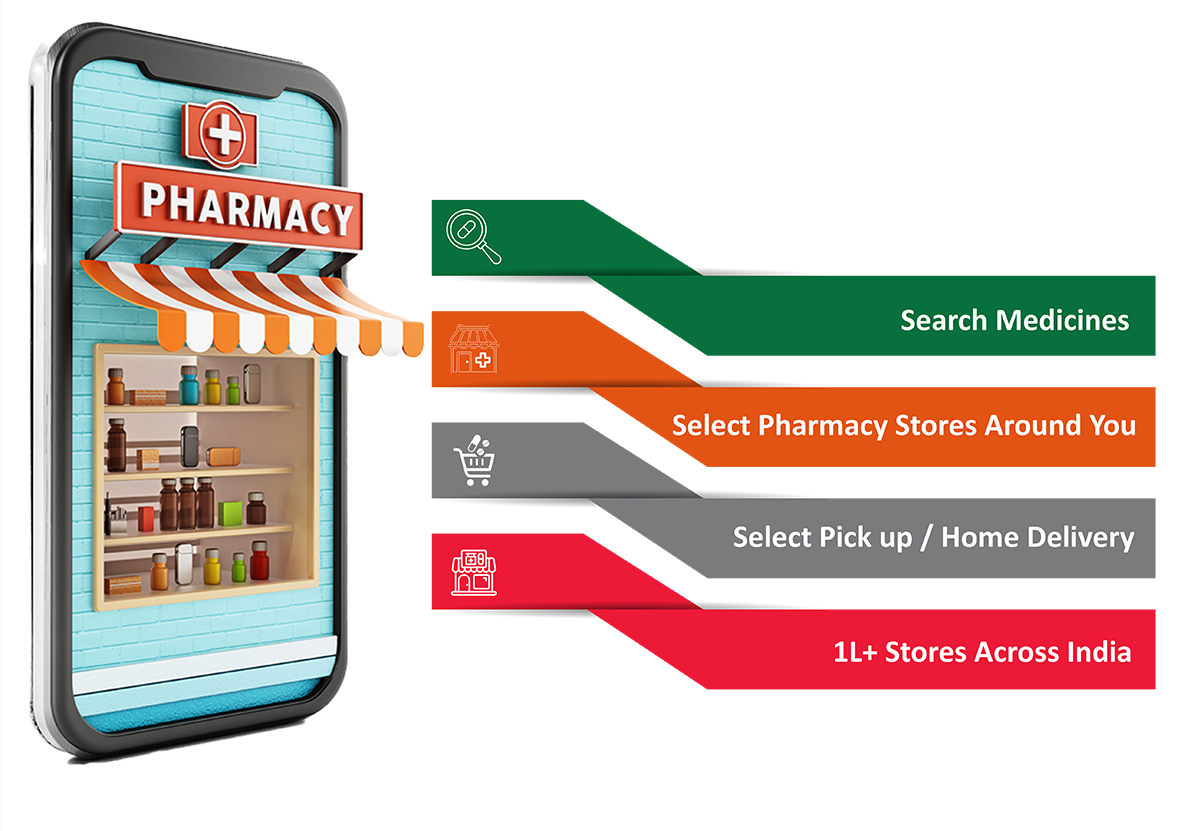 PHARMACY
Search Medicines
Select Pharmacy Stores Around You
Select Pick up / Home Delivery
1L+ Stores Across India